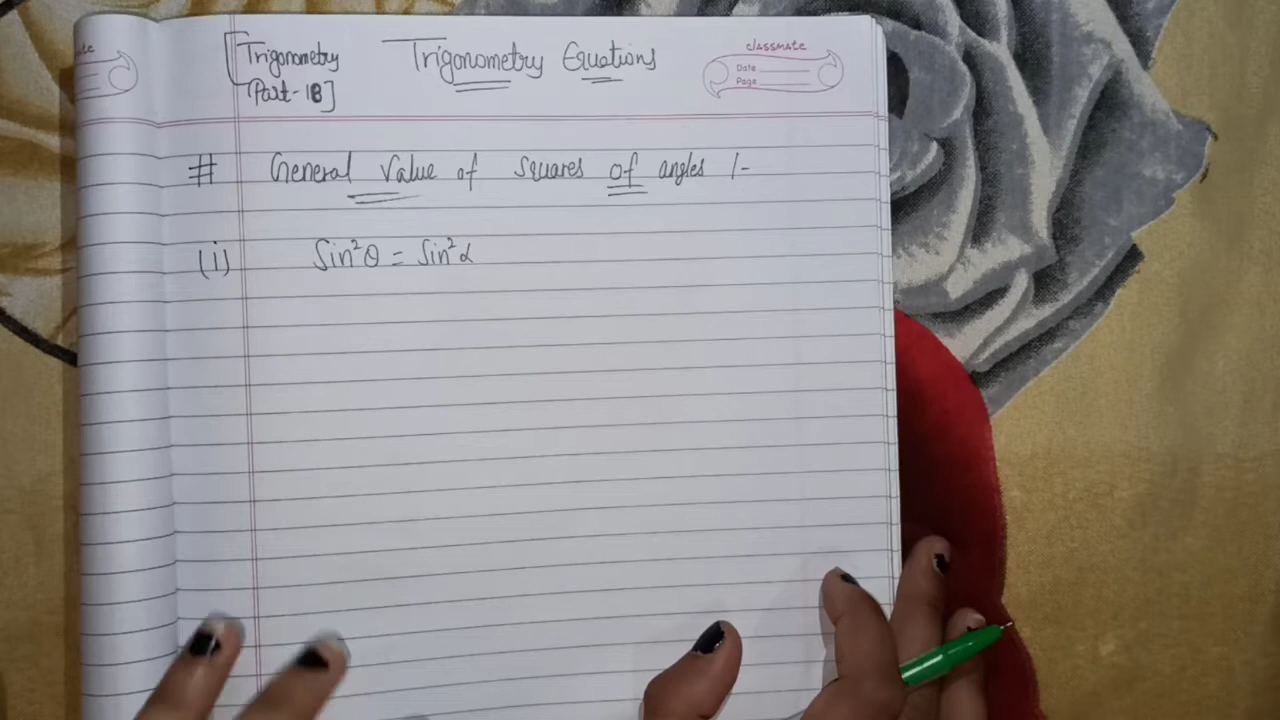 [Trigonometry
Part-18]
Trigonometry Equations
classmate
Date
Page
# General Value of Squares of angles :-
(i) Sin²θ = Sin²α